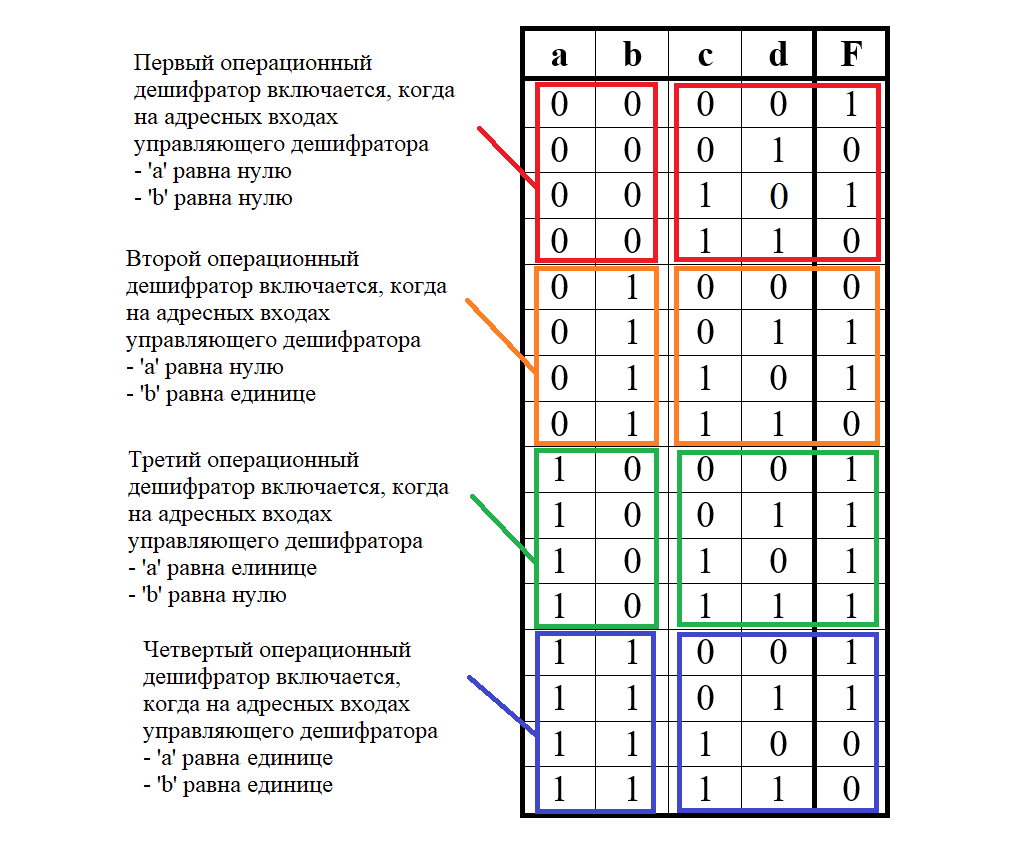 Первый операционный
дешифратор включается, когда
на адресных входах
управляющего дешифратора
- 'a' равна нулю
- 'b' равна нулю
Второй операционный
дешифратор включается, когда
на адресных входах
управляющего дешифратора
- 'a' равна нулю
- 'b' равна единице
Третий операционный
дешифратор включается, когда
на адресных входах
управляющего дешифратора
- 'a' равна елинице
- 'b' равна нулю
Четвертый операционный
дешифратор включается,
когда на адресных входах
управляющего дешифратора
- 'a' равна единице
- 'b' равна единице
a b c d F
0 0 0 0 1
0 0 0 1 0
0 0 1 0 1
0 0 1 1 0
0 1 0 0 0
0 1 0 1 1
0 1 1 0 1
0 1 1 1 0
1 0 0 0 1
1 0 0 1 1
1 0 1 0 1
1 0 1 1 1
1 1 0 0 1
1 1 0 1 1
1 1 1 0 0
1 1 1 1 0